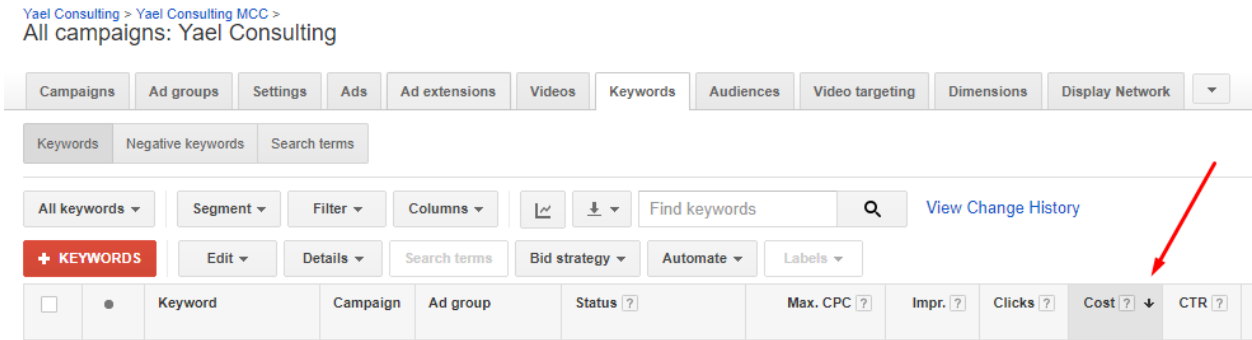 Yael Consulting > Yael Consulting MCC >
All campaigns: Yael Consulting
Campaigns Ad groups Settings Ads Ad extensions Videos Keywords Audiences Video targeting Dimensions Display Network
Keywords Negative keywords Search terms
All keywords Segment Filter Columns Find keywords View Change History
+ KEYWORDS Edit Details Search terms Bid strategy Automate Labels
Keyword Campaign Ad group Status ? Max. CPC ? Impr. ? Clicks ? Cost ? CTR ?